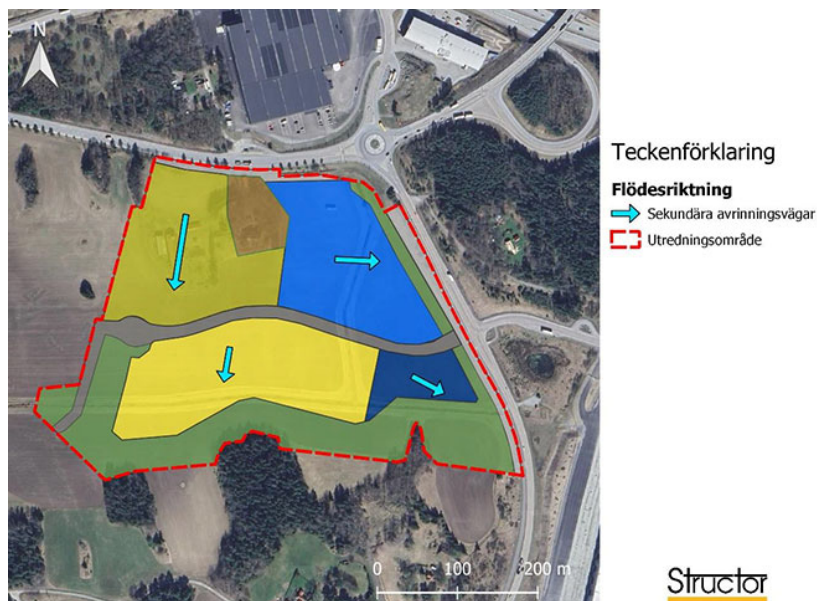 N
Teckenförklaring
Flödesriktning
Sekundära avrinningsvägar
Utredningsområde
0 100 200 m
Structor